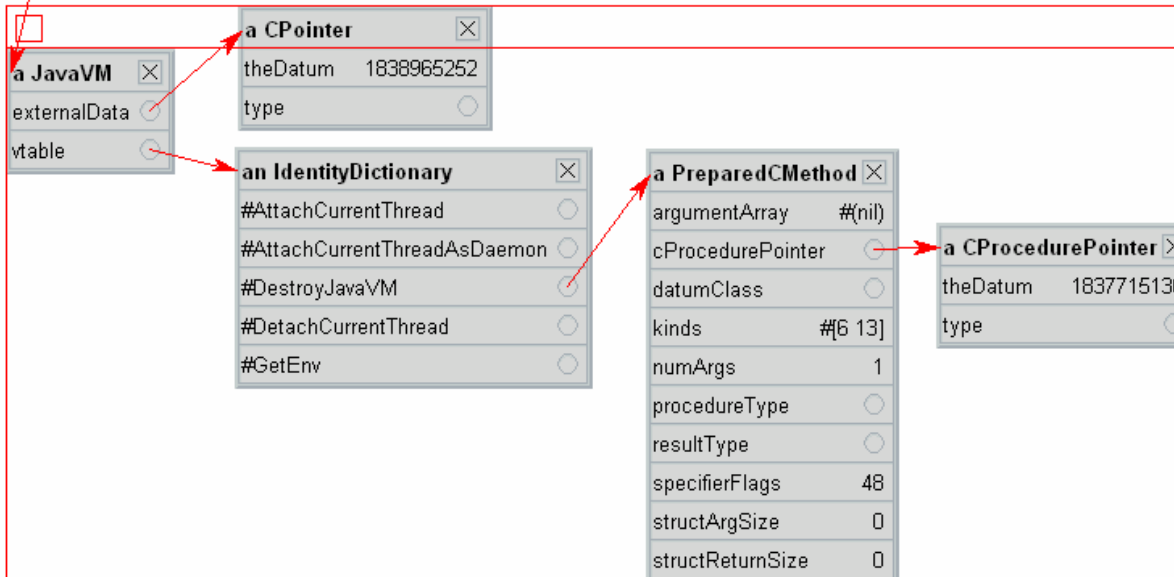 a CPointer
theDatum 1838965252
type
a JavaVM
externalData
vtable
an IdentityDictionary
#AttachCurrentThread
#AttachCurrentThreadAsDaemon
#DestroyJavaVM
#DetachCurrentThread
#GetEnv
a PreparedCMethod
argumentArray #(nil)
cProcedurePointer
datumClass
kinds #[6 13]
numArgs 1
procedureType
resultType
specifierFlags 48
structArgSize 0
structReturnSize 0
a CProcedurePointer
theDatum
type